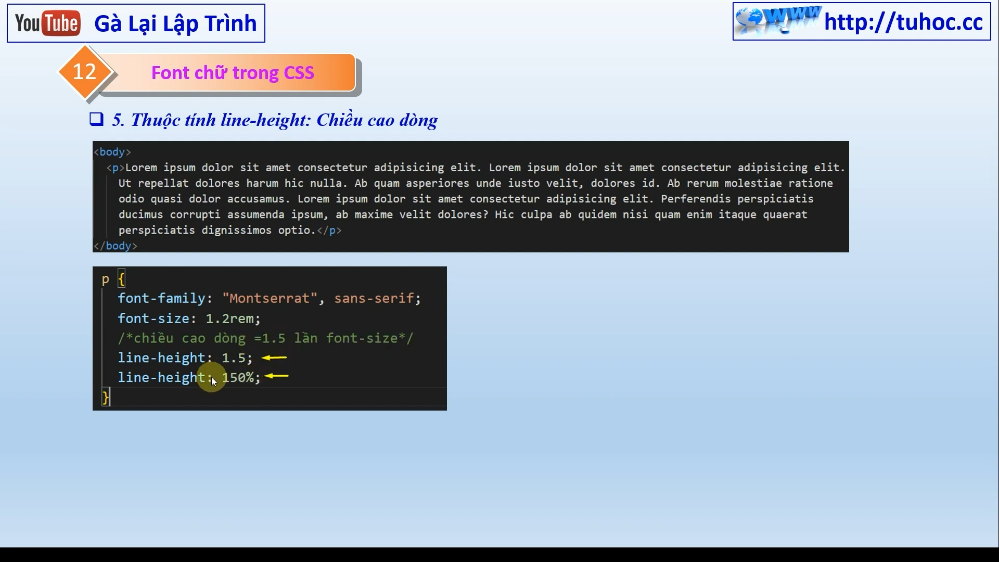 YouTube Gà Lại Lập Trình
www http://tuhoc.cc
12 Font chữ trong CSS
5. Thuộc tính line-height: Chiều cao dòng
<body>
<p>Lorem ipsum dolor sit amet consectetur adipisicing elit. Lorem ipsum dolor sit amet consectetur adipisicing elit.
Ut repellat dolores harum hic nulla. Ab quam asperiores unde iusto velit, dolores id. Ab rerum molestiae ratione
odio quasi dolor accusamus. Lorem ipsum dolor sit amet consectetur adipisicing elit. Perferendis perspiciatis
ducimus corrupti assumenda ipsum, ab maxime velit dolores? Hic culpa ab quidem nisi quam enim itaque quaerat
perspiciatis dignissimos optio.</p>
</body>
p {
font-family: "Montserrat", sans-serif;
font-size: 1.2rem;
/*chiều cao dòng =1.5 lần font-size*/
line-height: 1.5;
line-height: 150%;
}